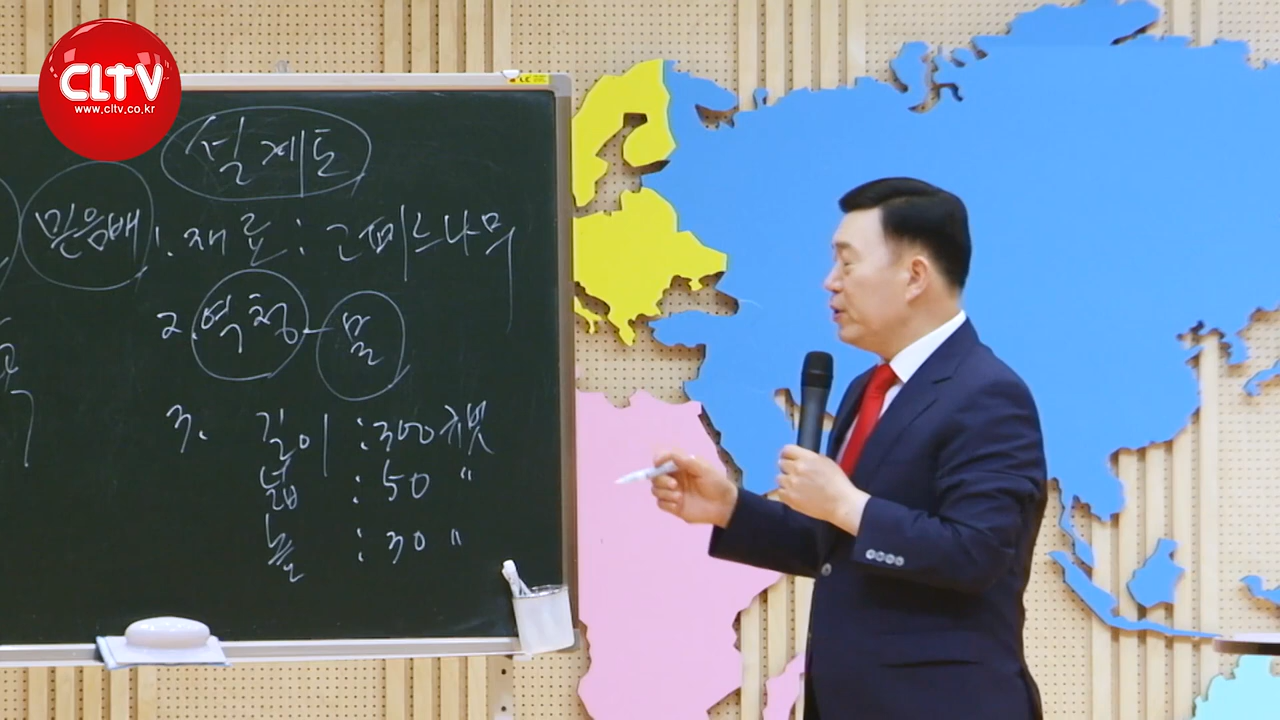 CLTV
www.cltv.co.kr
설계도
믿음배
1. 재료 : 고페르나무
2. 역청 - 물
3. 길이 : 300규빗
넓 : 50 "
높 : 30 "